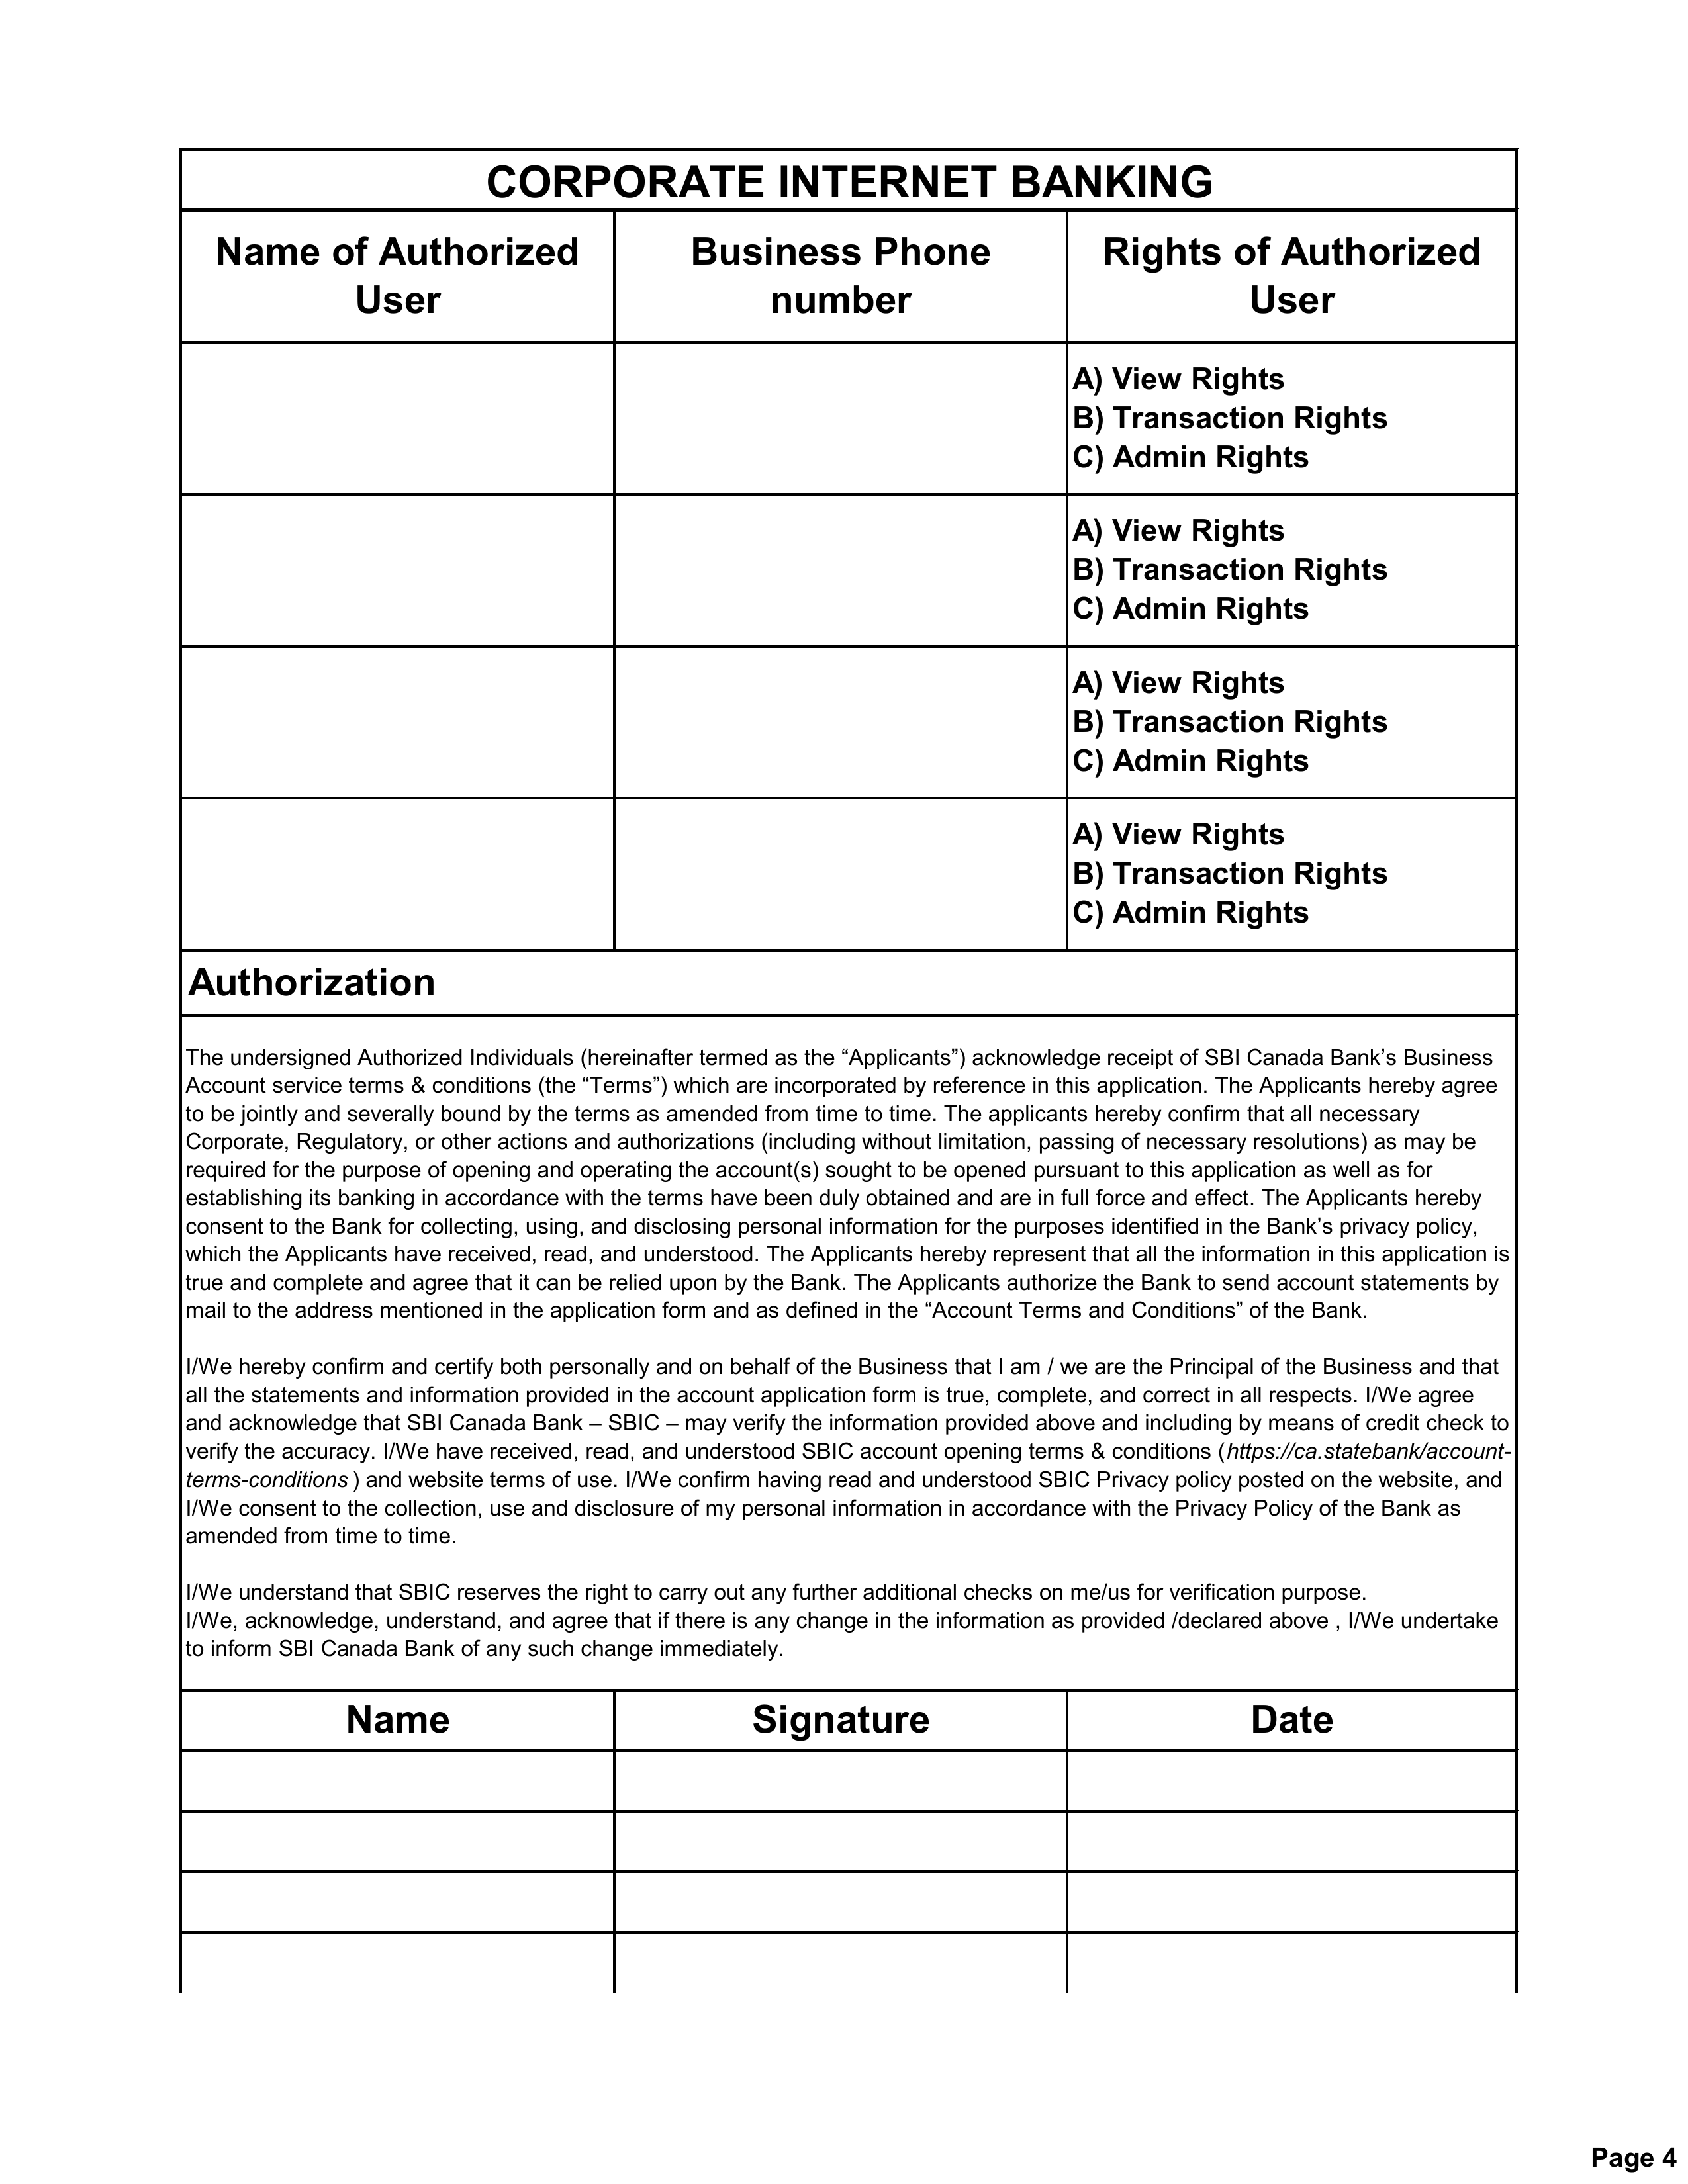 CORPORATE INTERNET BANKING
Name of Authorized
User
Business Phone
number
Rights of Authorized
User
A) View Rights
B) Transaction Rights
C) Admin Rights
A) View Rights
B) Transaction Rights
C) Admin Rights
A) View Rights
B) Transaction Rights
C) Admin Rights
A) View Rights
B) Transaction Rights
C) Admin Rights
Authorization
The undersigned Authorized Individuals (hereinafter termed as the “Applicants”) acknowledge receipt of SBI Canada Bank’s Business
Account service terms & conditions (the “Terms”) which are incorporated by reference in this application. The Applicants hereby agree
to be jointly and severally bound by the terms as amended from time to time. The applicants hereby confirm that all necessary
Corporate, Regulatory, or other actions and authorizations (including without limitation, passing of necessary resolutions) as may be
required for the purpose of opening and operating the account(s) sought to be opened pursuant to this application as well as for
establishing its banking in accordance with the terms have been duly obtained and are in full force and effect. The Applicants hereby
consent to the Bank for collecting, using, and disclosing personal information for the purposes identified in the Bank’s privacy policy,
which the Applicants have received, read, and understood. The Applicants hereby represent that all the information in this application is
true and complete and agree that it can be relied upon by the Bank. The Applicants authorize the Bank to send account statements by
mail to the address mentioned in the application form and as defined in the “Account Terms and Conditions” of the Bank.
I/We hereby confirm and certify both personally and on behalf of the Business that I am / we are the Principal of the Business and that
all the statements and information provided in the account application form is true, complete, and correct in all respects. I/We agree
and acknowledge that SBI Canada Bank – SBIC – may verify the information provided above and including by means of credit check to
verify the accuracy. I/We have received, read, and understood SBIC account opening terms & conditions (https://ca.statebank/account-
terms-conditions ) and website terms of use. I/We confirm having read and understood SBIC Privacy policy posted on the website, and
I/We consent to the collection, use and disclosure of my personal information in accordance with the Privacy Policy of the Bank as
amended from time to time.
I/We understand that SBIC reserves the right to carry out any further additional checks on me/us for verification purpose.
I/We, acknowledge, understand, and agree that if there is any change in the information as provided /declared above , I/We undertake
to inform SBI Canada Bank of any such change immediately.
Name
Signature
Date
Page 4